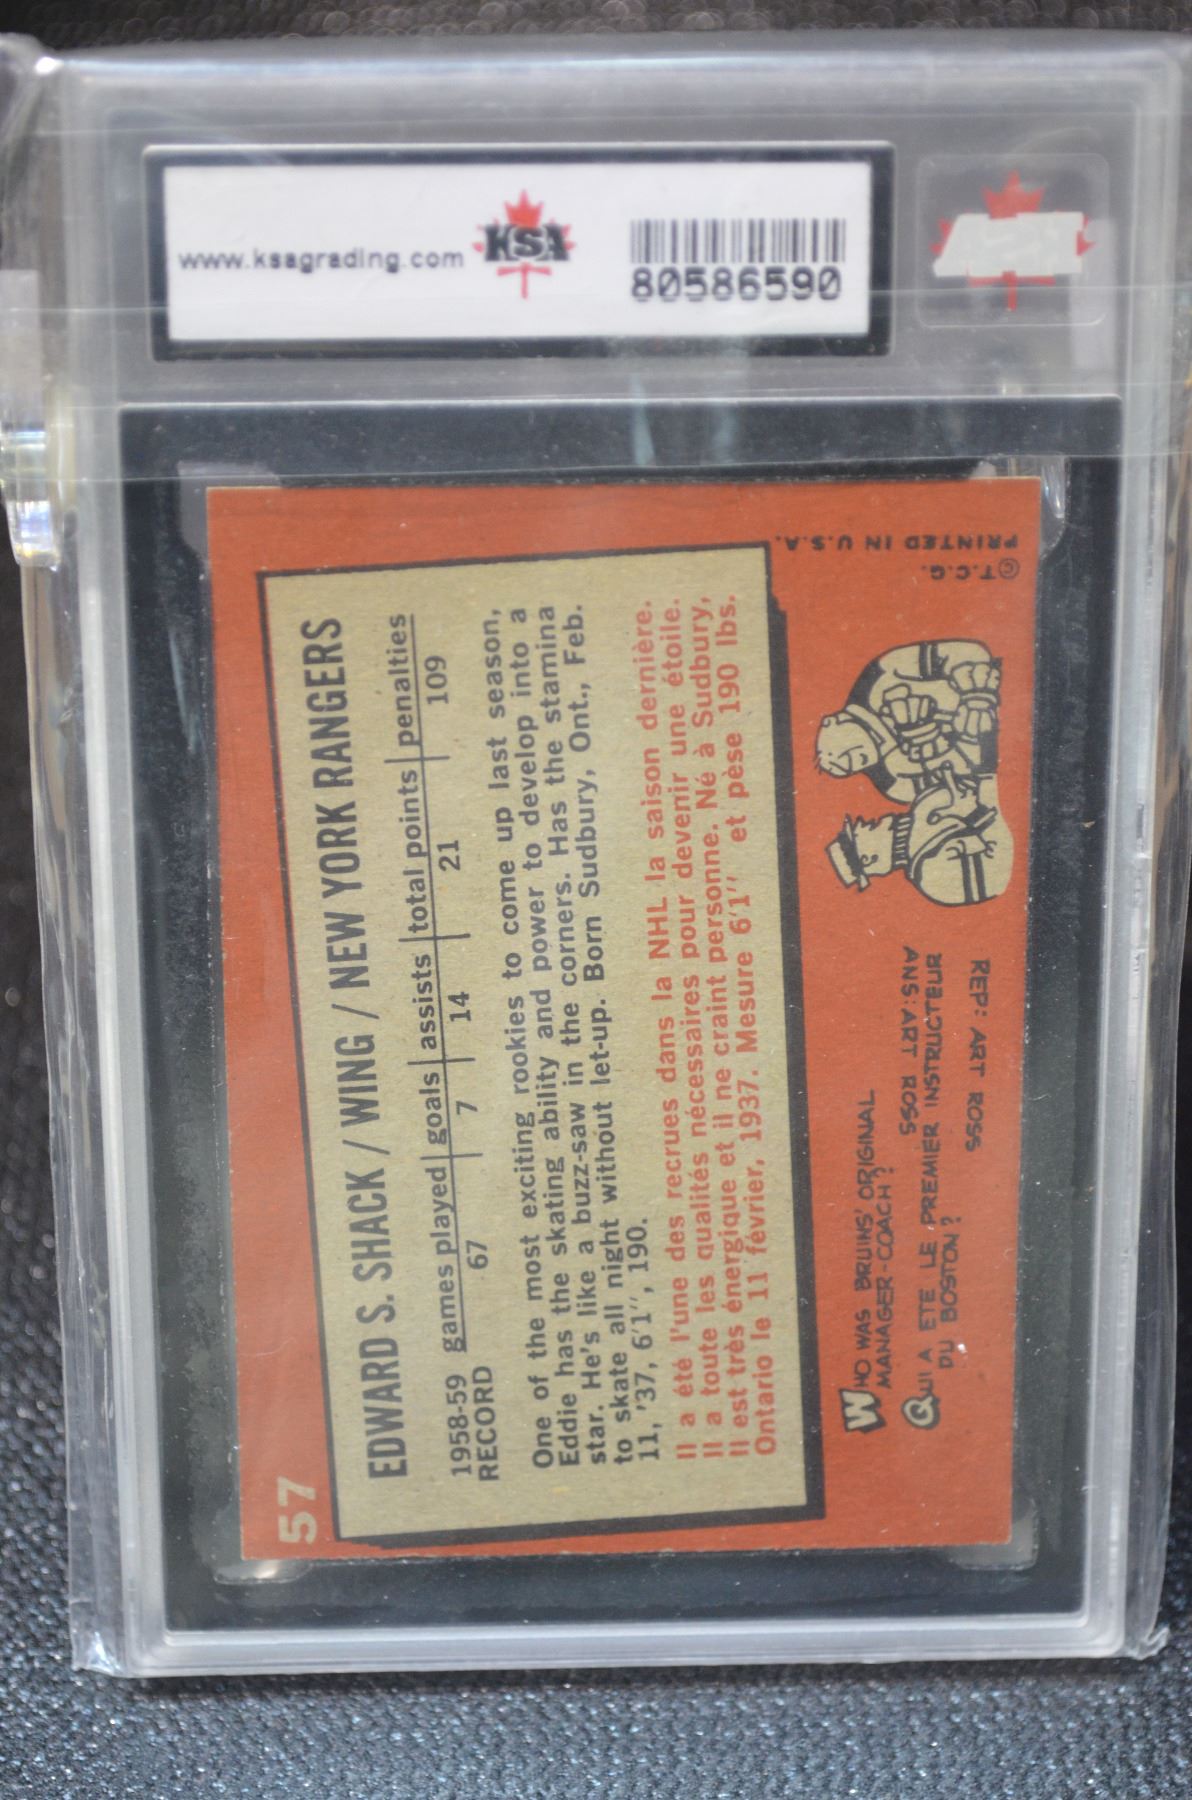 www.ksagrading.com
KSA
80586590
57
EDWARD S. SHACK / WING / NEW YORK RANGERS
1958-59 RECORD games played goals assists total points penalties
67 7 14 21 109
One of the most exciting rookies to come up last season,
Eddie has the skating ability and power to develop into a
star. He's like a buzz-saw in the corners. Has the stamina
to skate all night without let-up. Born Sudbury, Ont., Feb.
11, '37, 6'1'', 190.
Il a été l'une des recrues dans la NHL la saison dernière.
Il a toute les qualités nécessaires pour devenir une étoile.
Il est très énergique et il ne craint personne. Né à Sudbury,
Ontario le 11 février, 1937. Mesure 6'1'' et pèse 190 lbs.
WHO WAS BRUINS' ORIGINAL
MANAGER-COACH?
ANS: ART ROSS
QUI A ETE LE PREMIER INSTRUCTEUR
DU BOSTON?
REP: ART ROSS
© T.C.G.
PRINTED IN U.S.A.